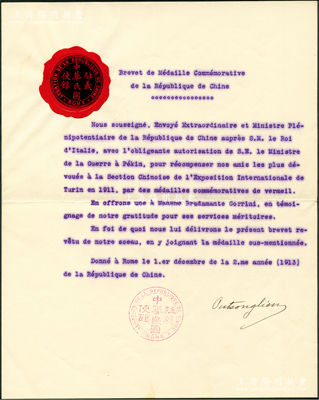 Brevet de Médaille Commémorative
de la République de Chine
****************
Nous soussigné, Envoyé Extraordinaire et Ministre Plé-
nipotentiaire de la République de Chine auprès S.M. le Roi
d'Italie, avec l'obligeante autorisation de S.E. le Ministre
de la Guerre à Pékin, pour récompenser nos amis les plus dé-
voués à la Section Chinoise de l'Exposition Internationale de
Turin en 1911, par des médailles commémoratives de vermeil.
En offrons une à Madame Bradamante Gorrini, en témoi-
gnage de notre gratitude pour ses services méritoires.
En foi de quoi nous lui délivrons le présent brevet re-
vêtu de notre sceau, en y joignant la médaille sus-mentionnée.
Donné à Rome le 1.er décembre de la 2.me année (1913)
de la République de Chine.